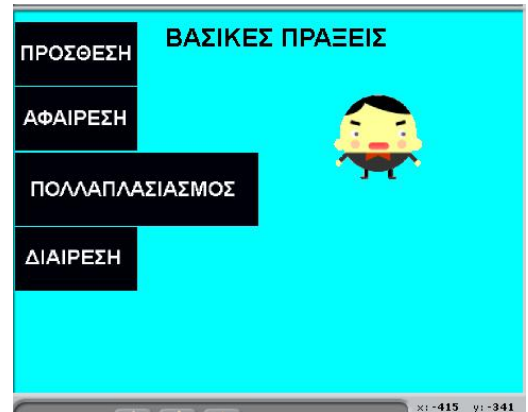 ΒΑΣΙΚΕΣ ΠΡΑΞΕΙΣ
ΠΡΟΣΘΕΣΗ
ΑΦΑΙΡΕΣΗ
ΠΟΛΛΑΠΛΑΣΙΑΣΜΟΣ
ΔΙΑΙΡΕΣΗ
x: -415 y: -341